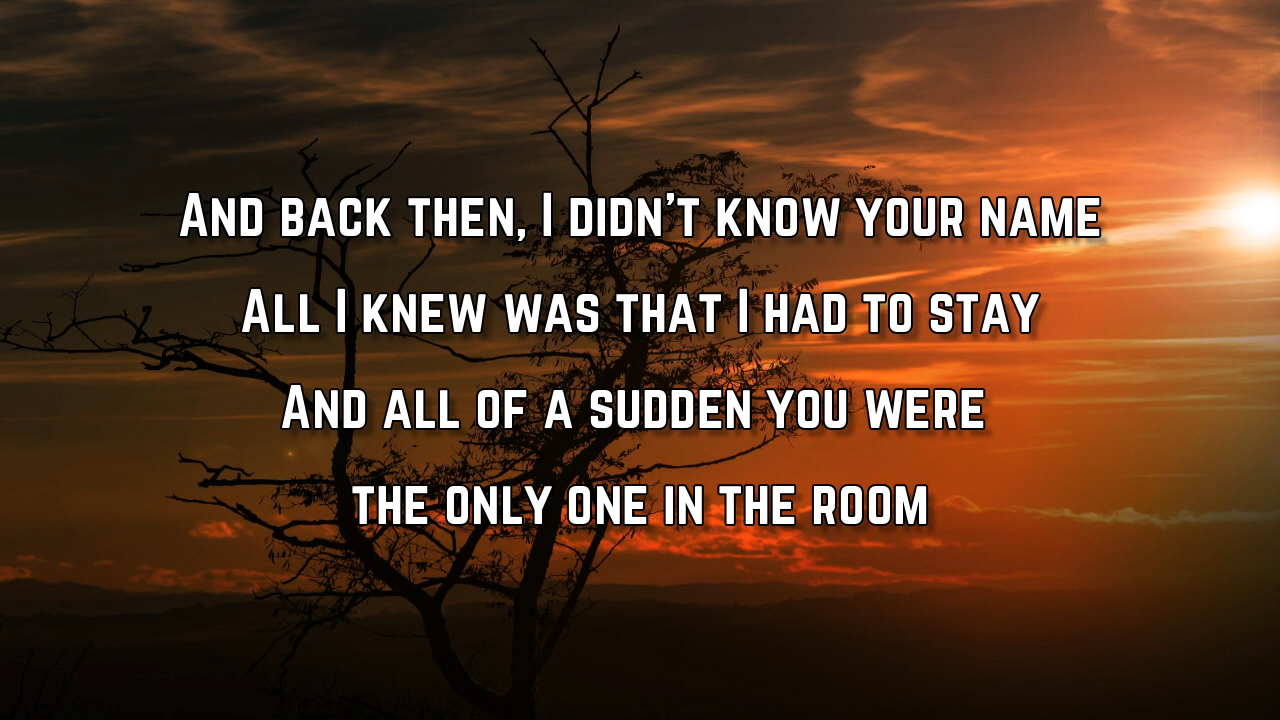 And back then, I didn't know your name
All I knew was that I had to stay
And all of a sudden you were
the only one in the room